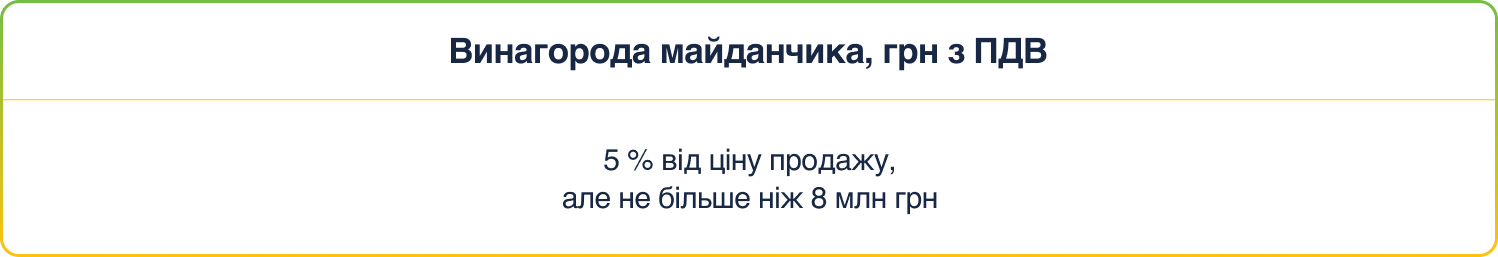 Винагорода майданчика, грн з ПДВ
5 % від ціну продажу,
але не більше ніж 8 млн грн